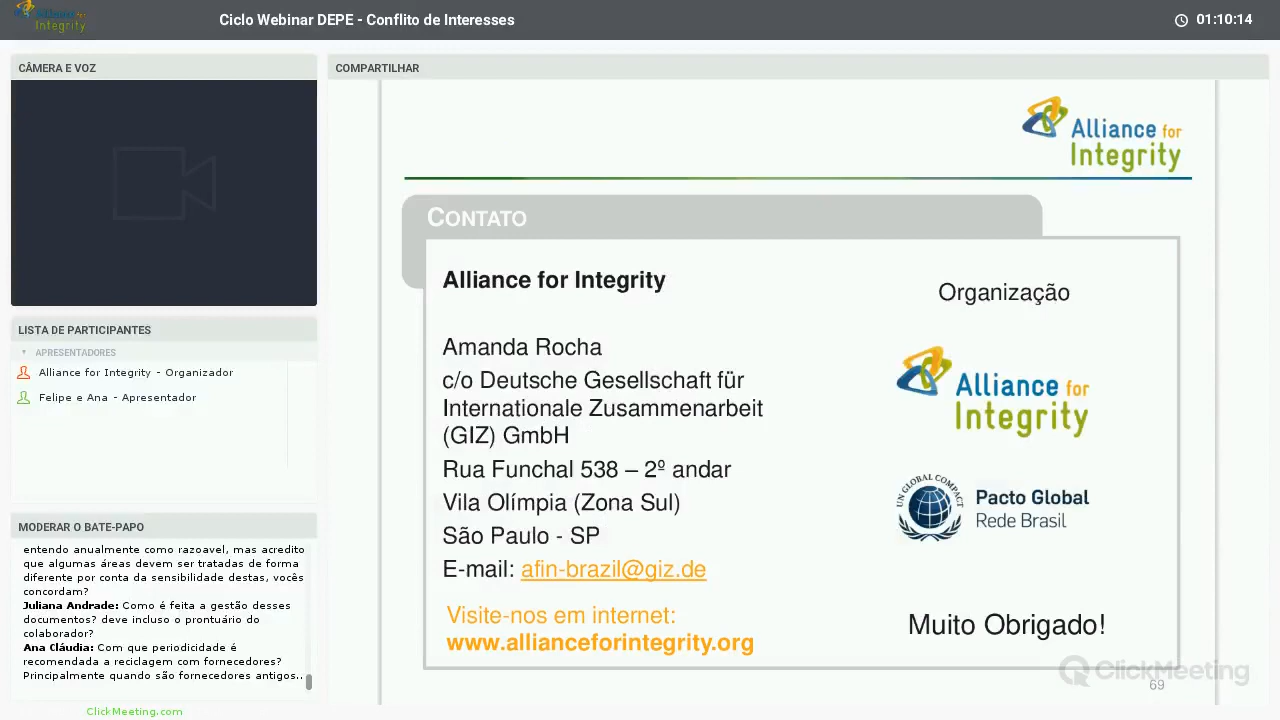 Alliance for
Integrity
Ciclo Webinar DEPE - Conflito de Interesses
01:10:14
CÂMERA E VOZ
LISTA DE PARTICIPANTES
APRESENTADORES
Alliance for Integrity - Organizador
Felipe e Ana - Apresentador
MODERAR O BATE-PAPO
entendo anualmente como razoavel, mas acredito
que algumas áreas devem ser tratadas de forma
diferente por conta da sensibilidade destas, vocês
concordam?
Juliana Andrade: Como é feita a gestão desses
documentos? deve incluso o prontuário do
colaborador?
Ana Cláudia: Com que periodicidade é
recomendada a reciclagem com fornecedores?
Principalmente quando são fornecedores antigos..
ClickMeeting.com
COMPARTILHAR
Alliance for
Integrity
CONTATO
Alliance for Integrity
Amanda Rocha
c/o Deutsche Gesellschaft für
Internationale Zusammenarbeit
(GIZ) GmbH
Rua Funchal 538 – 2º andar
Vila Olímpia (Zona Sul)
São Paulo - SP
E-mail: afin-brazil@giz.de
Visite-nos em internet:
www.allianceforintegrity.org
Organização
Alliance for
Integrity
UN GLOBAL COMPACT
Pacto Global
Rede Brasil
Muito Obrigado!
ClickMeeting
69